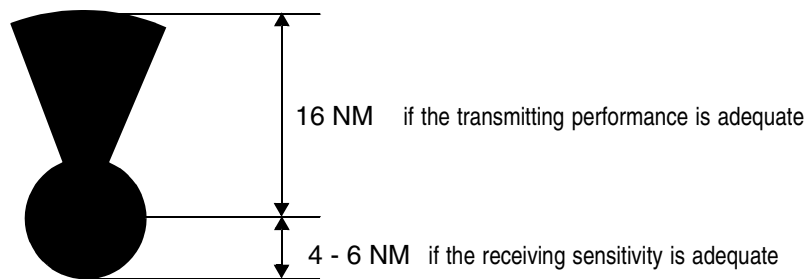 16 NM if the transmitting performance is adequate
4 - 6 NM if the receiving sensitivity is adequate